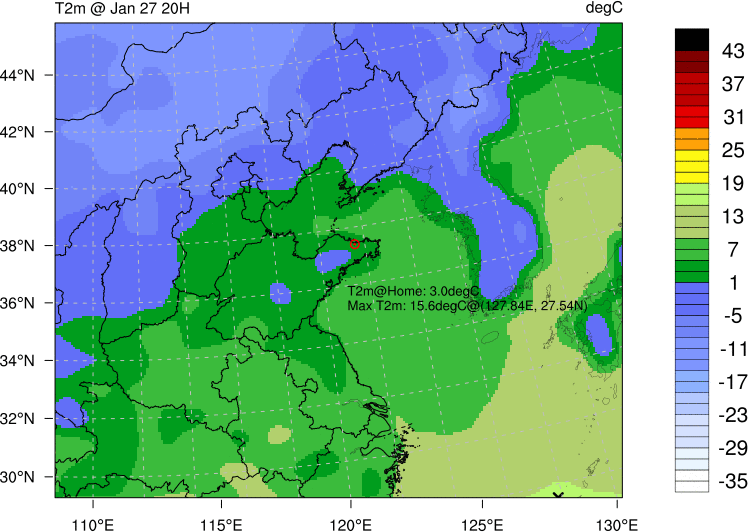 T2m @ Jan 27 20H
degC
44°N
42°N
40°N
38°N
36°N
34°N
32°N
30°N
T2m@Home: 3.0degC
Max T2m: 15.6degC@(127.84E, 27.54N)
110°E
115°E
120°E
125°E
130°E
43
37
31
25
19
13
7
1
-5
-11
-17
-23
-29
-35